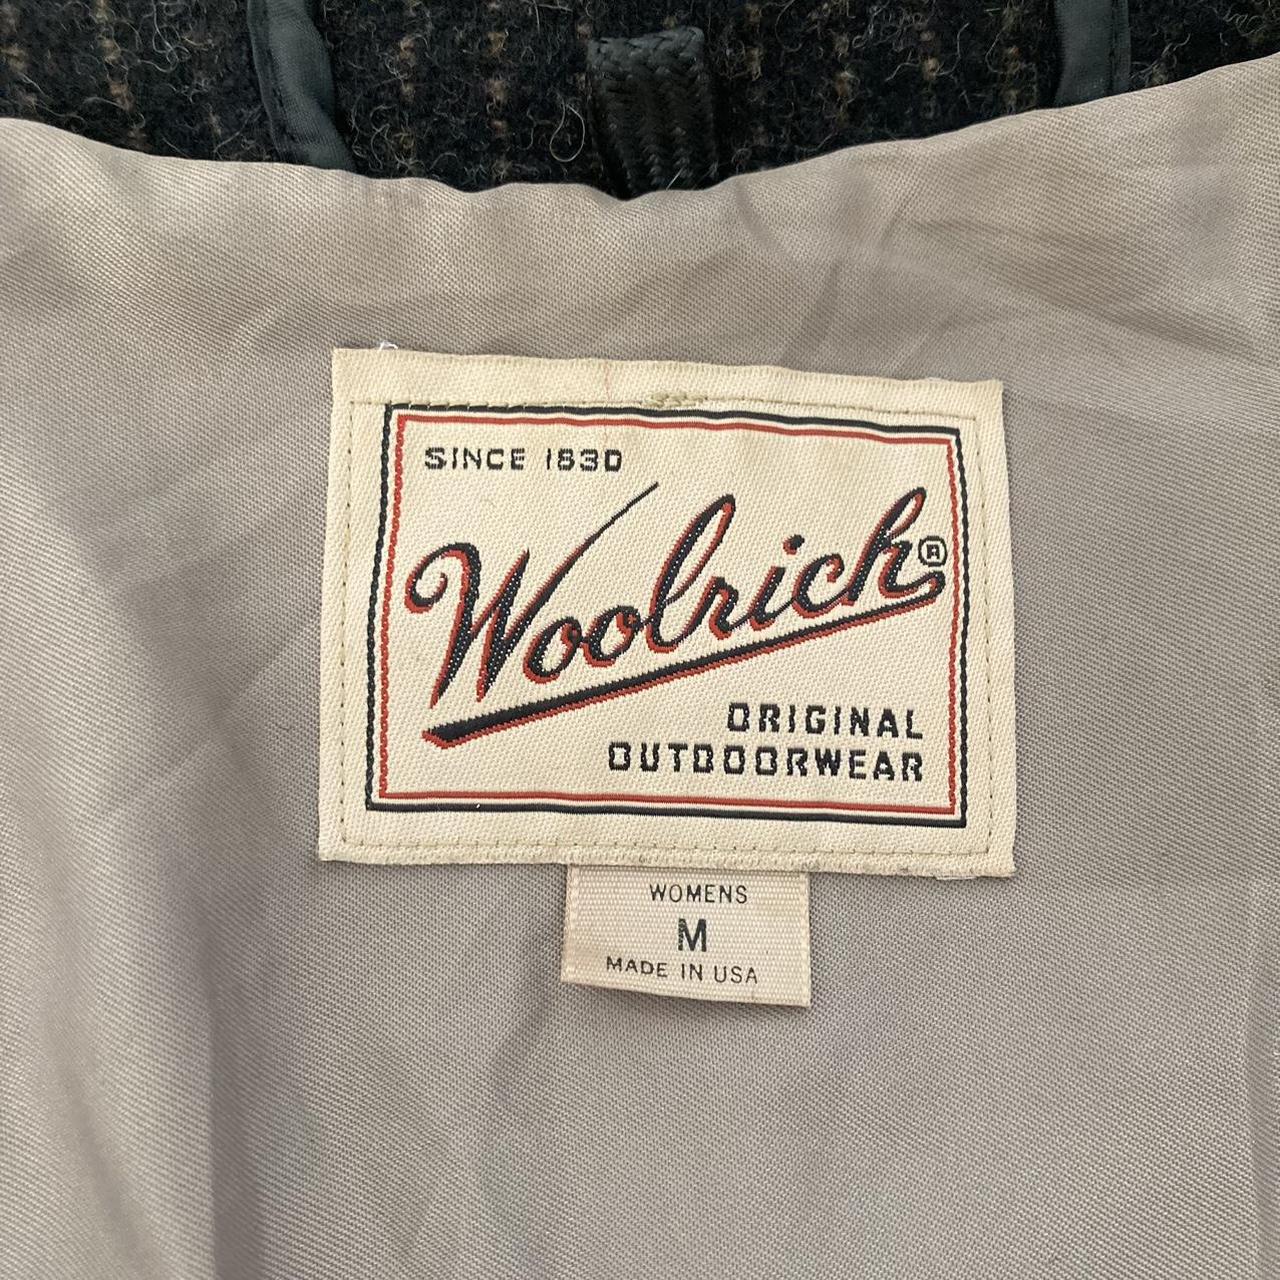 SINCE 1830
Woolrich®
ORIGINAL
OUTDOORWEAR
WOMENS
M
MADE IN USA